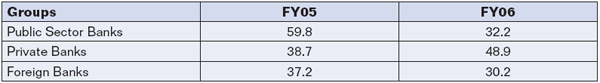 Groups FY05 FY06
Public Sector Banks 59.8 32.2
Private Banks 38.7 48.9
Foreign Banks 37.2 30.2